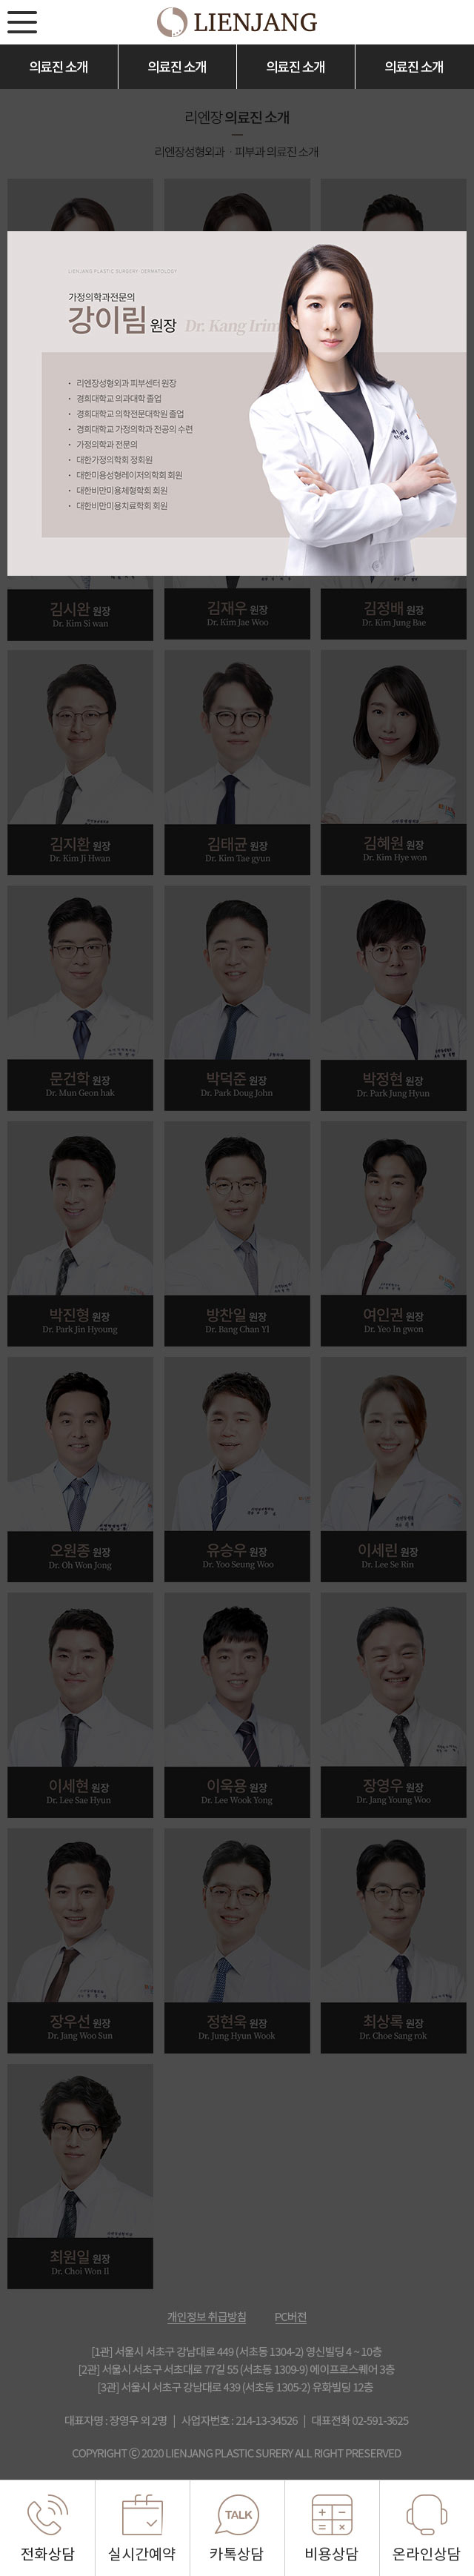 LIENJANG
의료진 소개 의료진 소개 의료진 소개 의료진 소개
리엔장 의료진 소개
리엔장성형외과 · 피부과 의료진 소개
LIENJANG PLASTIC SURGERY DERMATOLOGY
가정의학과전문의
강이림 원장 Dr. Kang Irim
· 리엔장성형외과 피부센터 원장
· 경희대학교 의과대학 졸업
· 경희대학교 의학전문대학원 졸업
· 경희대학교 가정의학과 전공의 수련
· 가정의학과 전문의
· 대한가정의학회 정회원
· 대한미용성형레이저의학회 회원
· 대한비만미용체형학회 회원
· 대한비만미용치료학회 회원
김시완 원장 김재우 원장 김정배 원장
Dr. Kim Si wan Dr. Kim Jae Woo Dr. Kim Jung Bae
김지환 원장 김태균 원장 김혜원 원장
Dr. Kim Ji Hwan Dr. Kim Tae gyun Dr. Kim Hye won
문건학 원장 박덕준 원장 박정현 원장
Dr. Mun Geon hak Dr. Park Doug John Dr. Park Jung Hyun
박진형 원장 방찬일 원장 여인권 원장
Dr. Park Jin Hyoung Dr. Bang Chan Yl Dr. Yeo In gwon
오원종 원장 유승우 원장 이세린 원장
Dr. Oh Won Jong Dr. Yoo Seung Woo Dr. Lee Se Rin
이세현 원장 이욱용 원장 장영우 원장
Dr. Lee Sae Hyun Dr. Lee Wook Yong Dr. Jang Young Woo
장우선 원장 정현욱 원장 최상록 원장
Dr. Jang Woo Sun Dr. Jung Hyun Wook Dr. Choe Sang rok
최원일 원장
Dr. Choi Won Il
개인정보 취급방침 PC버전
[1관] 서울시 서초구 강남대로 449 (서초동 1304-2) 영신빌딩 4 ~ 10층
[2관] 서울시 서초구 서초대로 77길 55 (서초동 1309-9) 에이프로스퀘어 3층
[3관] 서울시 서초구 강남대로 439 (서초동 1305-2) 유화빌딩 12층
대표자명 : 장영우 외 2명 | 사업자번호 : 214-13-34526 | 대표전화 02-591-3625
COPYRIGHT ⓒ 2020 LIENJANG PLASTIC SURERY ALL RIGHT PRESERVED
TALK
전화상담 실시간예약 카톡상담 비용상담 온라인상담